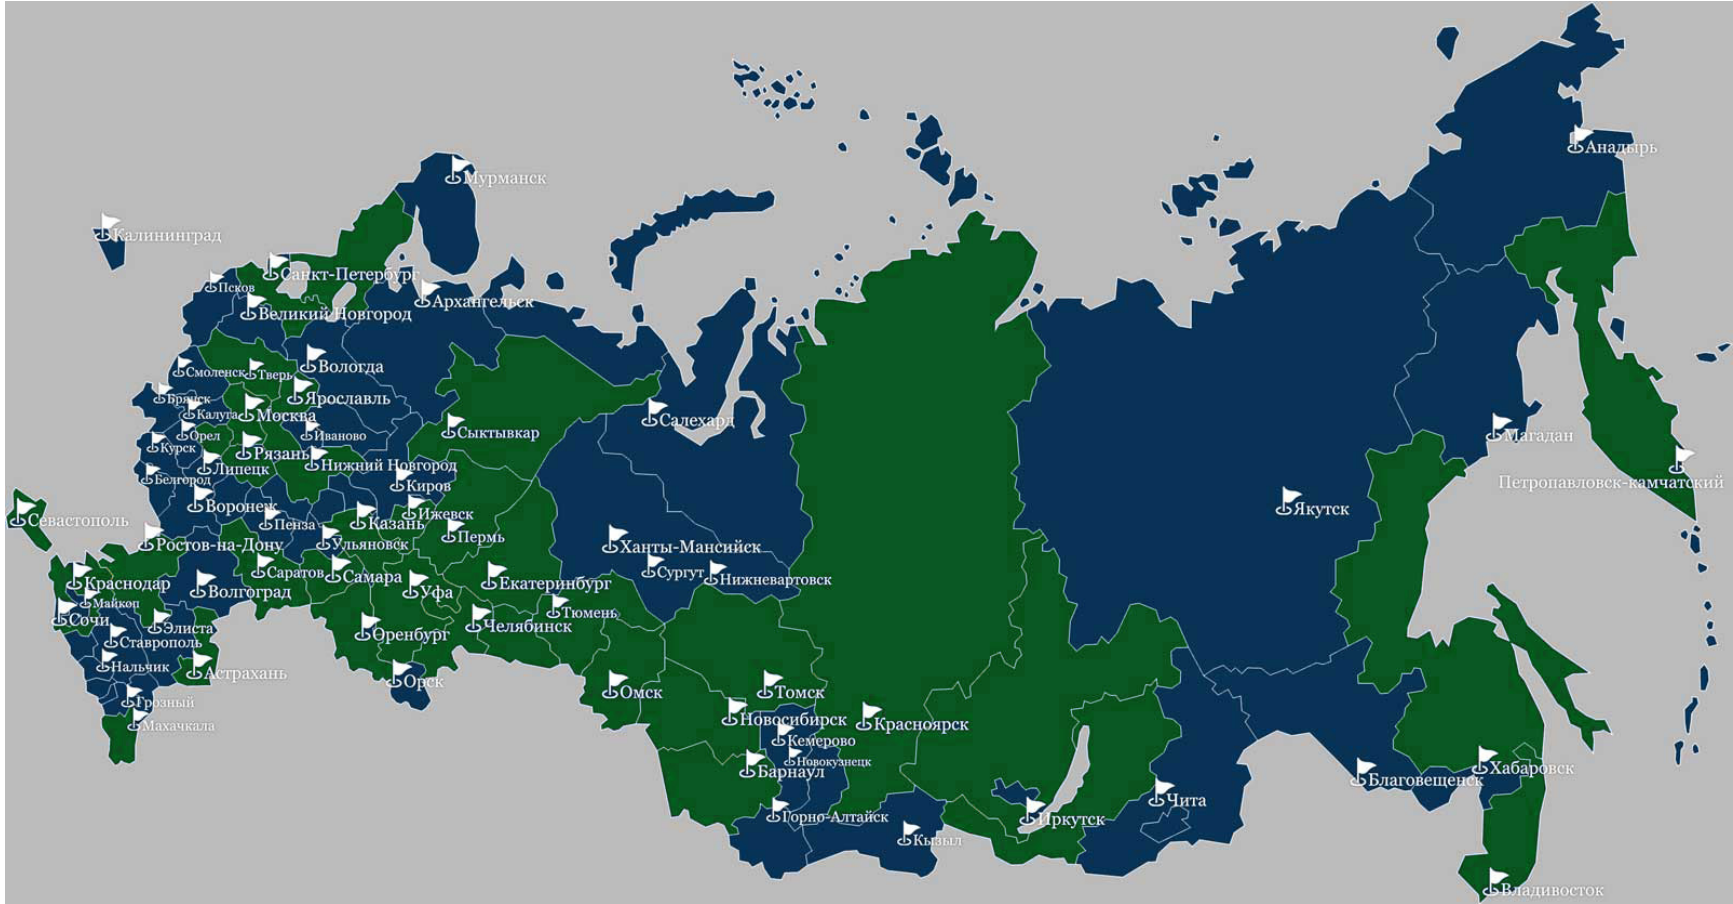 Анадырь
Мурманск
Калининград
Санкт-Петербург
Псков
Архангельск
Великий Новгород
Вологда
Смоленск
Тверь
Ярославль
Брянск
Калуга
Москва
Салехард
Сыктывкар
Орел
Иваново
Магадан
Курск
Рязань
Липецк
Нижний Новгород
Белгород
Киров
Петропавловск-камчатский
Воронеж
Якутск
Ижевск
Севастополь
Пенза
Казань
Пермь
Ростов-на-Дону
Ульяновск
Ханты-Мансийск
Сургут
Нижневартовск
Краснодар
Саратов
Самара
Екатеринбург
Волгоград
Уфа
Майкоп
Тюмень
Сочи
Элиста
Челябинск
Оренбург
Ставрополь
Нальчик
Астрахань
Орск
Омск
Томск
Грозный
Махачкала
Новосибирск
Красноярск
Кемерово
Новокузнецк
Барнаул
Хабаровск
Благовещенск
Чита
Горно-Алтайск
Иркутск
Кызыл
Владивосток